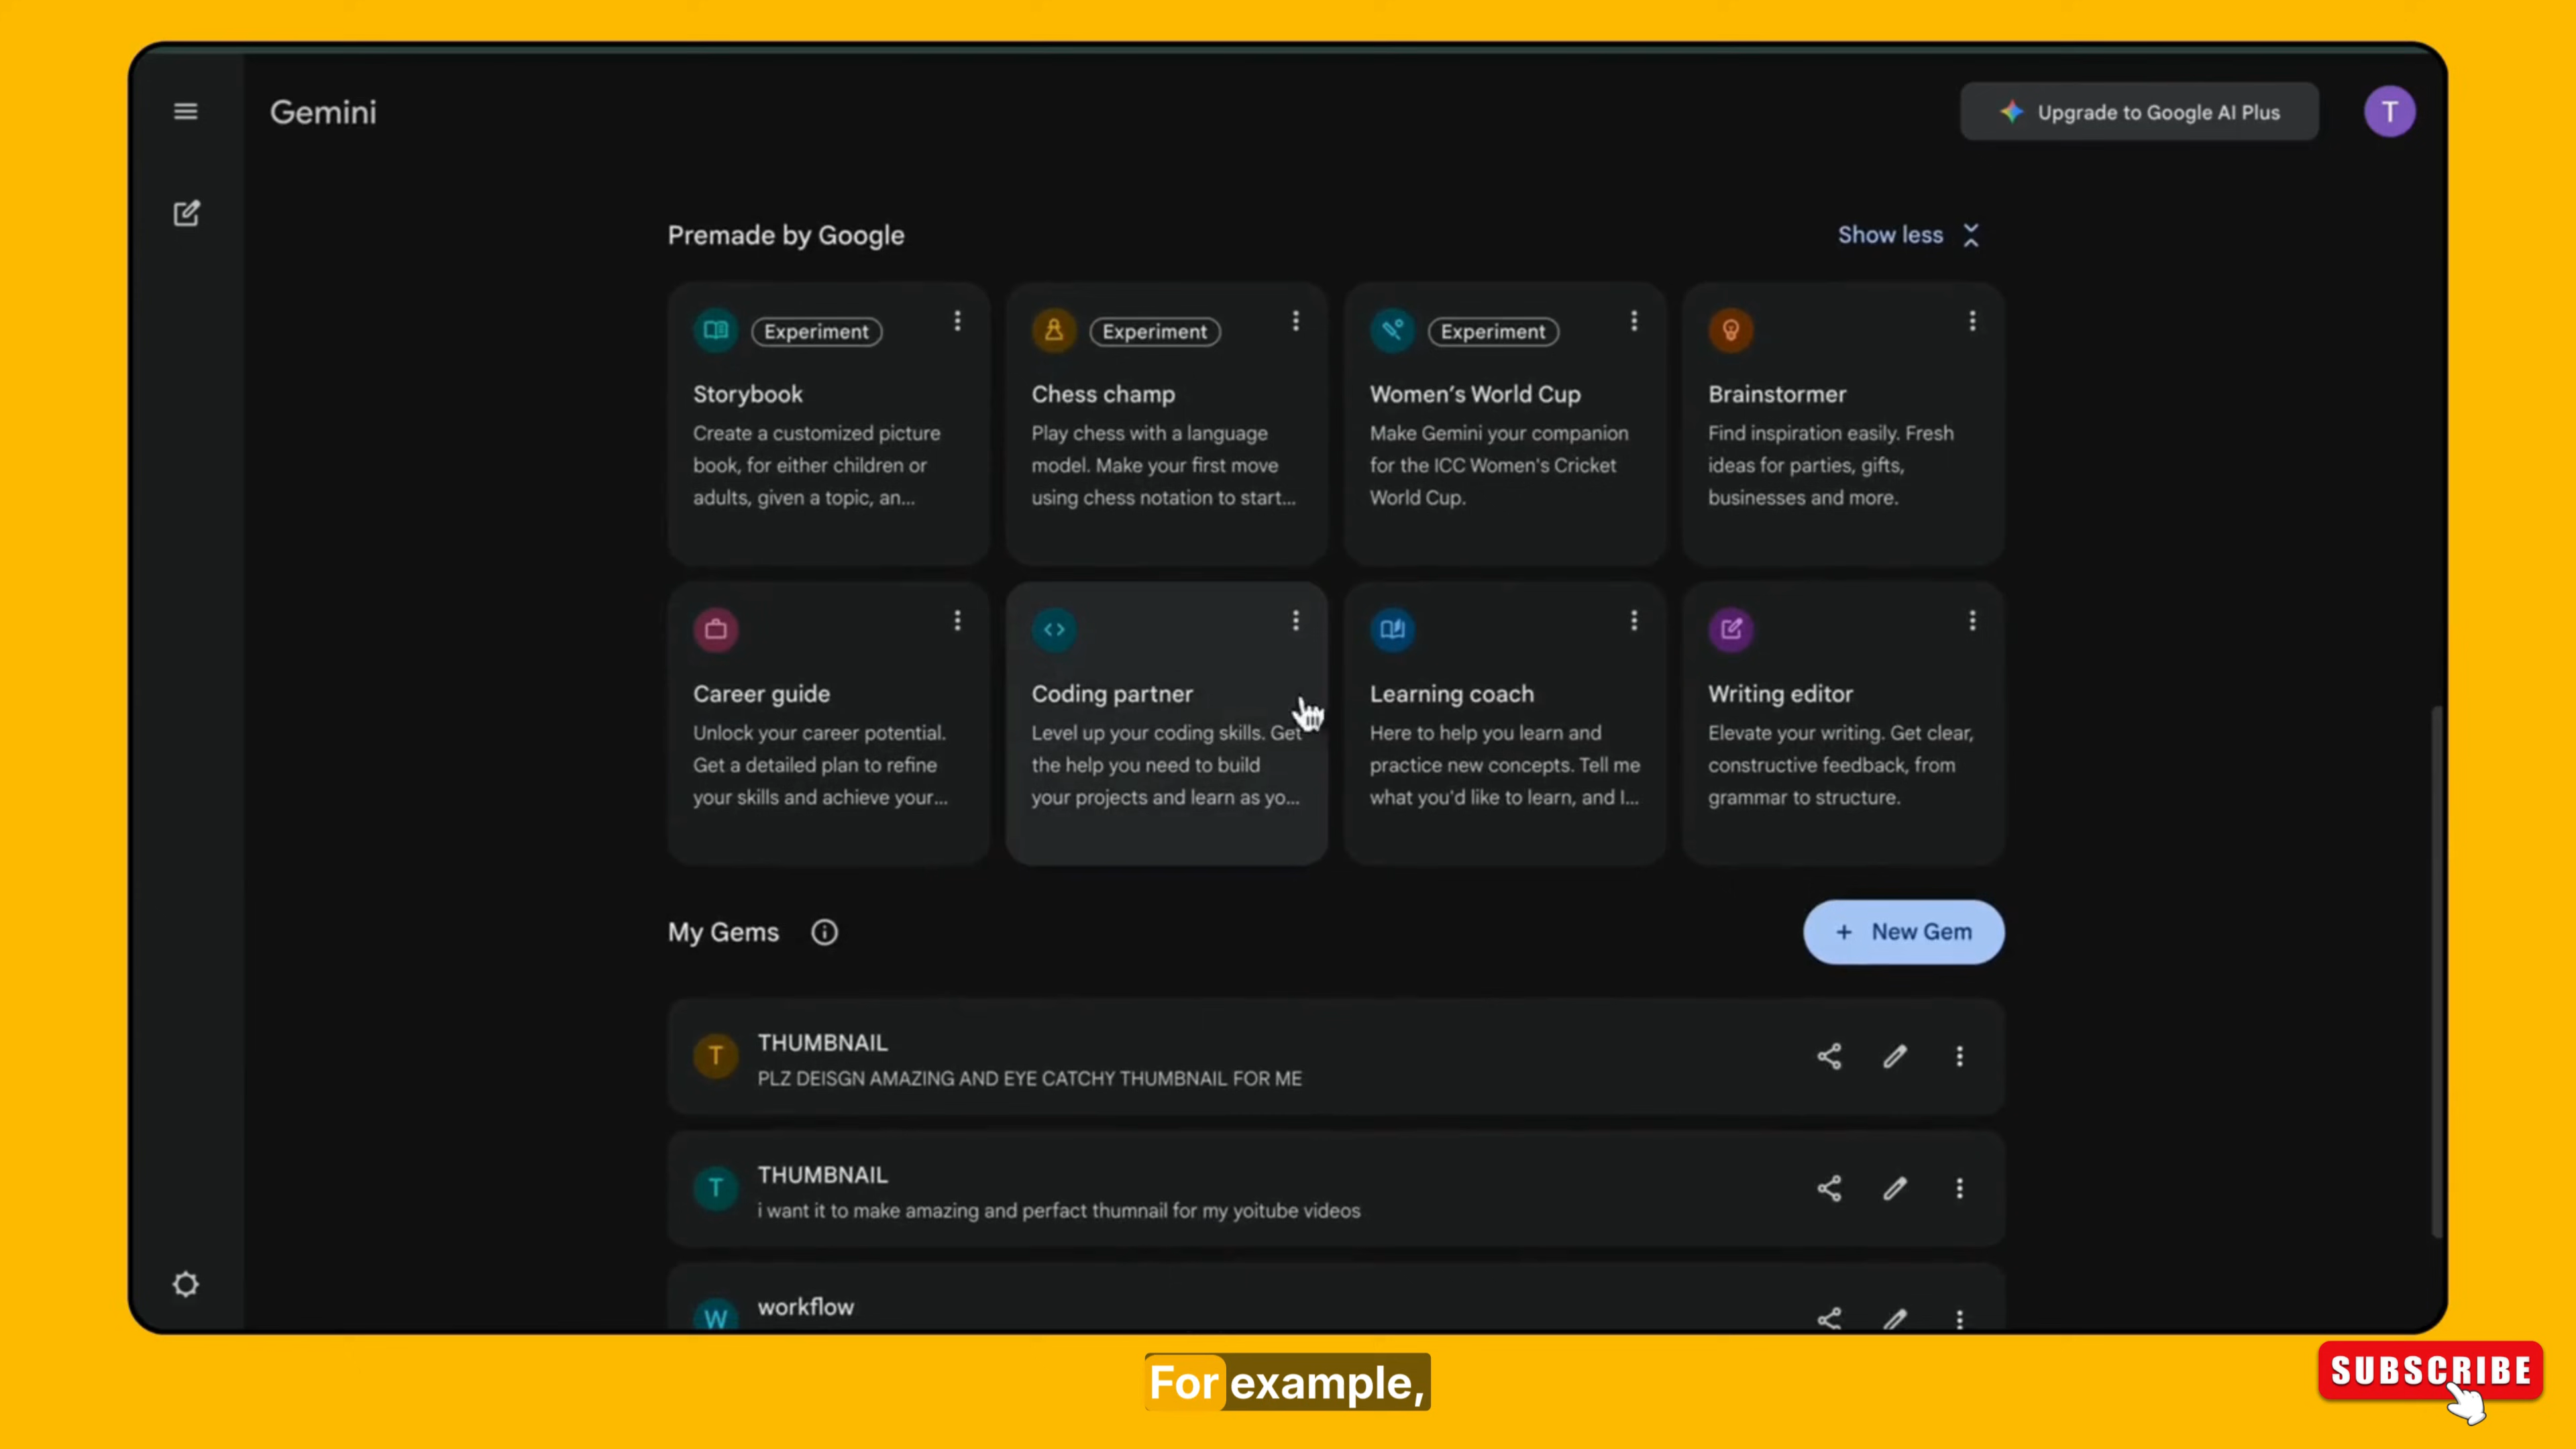 Gemini
Upgrade to Google AI Plus
T
Premade by Google
Show less
Experiment
Storybook
Create a customized picture
book, for either children or
adults, given a topic, an...
Experiment
Chess champ
Play chess with a language
model. Make your first move
using chess notation to start...
Experiment
Women's World Cup
Make Gemini your companion
for the ICC Women's Cricket
World Cup.
Brainstormer
Find inspiration easily. Fresh
ideas for parties, gifts,
businesses and more.
Career guide
Unlock your career potential.
Get a detailed plan to refine
your skills and achieve your...
Coding partner
Level up your coding skills. Get
the help you need to build
your projects and learn as yo...
Learning coach
Here to help you learn and
practice new concepts. Tell me
what you'd like to learn, and I...
Writing editor
Elevate your writing. Get clear,
constructive feedback, from
grammar to structure.
My Gems
+ New Gem
T
THUMBNAIL
PLZ DEISGN AMAZING AND EYE CATCHY THUMBNAIL FOR ME
T
THUMBNAIL
i want it to make amazing and perfact thumnail for my yoitube videos
W
workflow
For example,
SUBSCRIBE